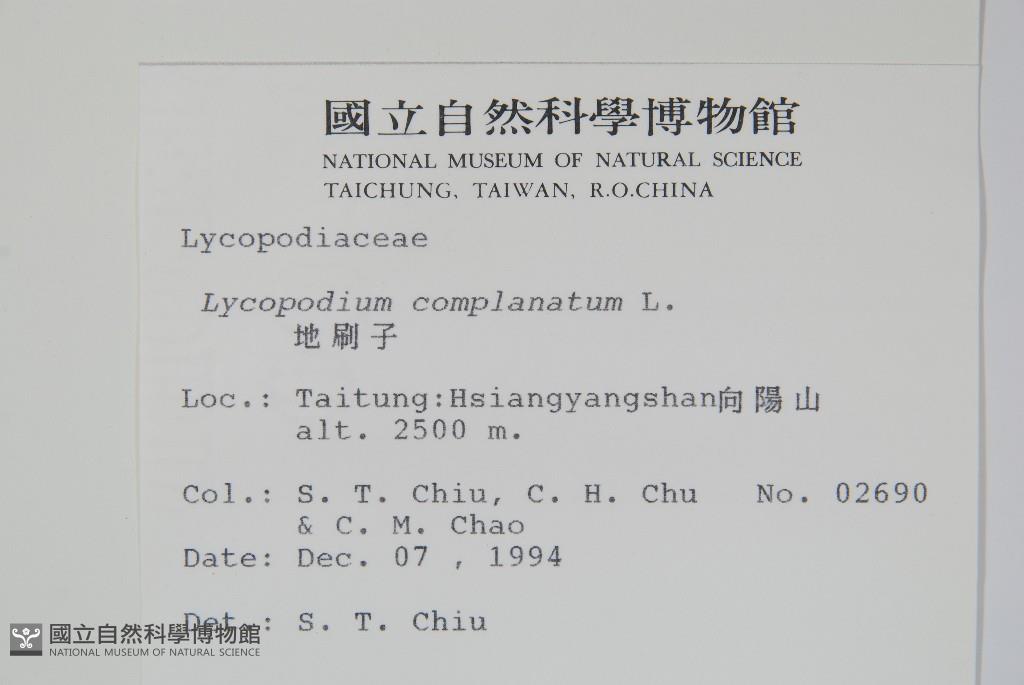 國立自然科學博物館
NATIONAL MUSEUM OF NATURAL SCIENCE
TAICHUNG, TAIWAN, R.O.CHINA
Lycopodiaceae
Lycopodium complanatum L.
地刷子
Loc.: Taitung:Hsiangyangshan向陽山
alt. 2500 m.
Col.: S. T. Chiu, C. H. Chu No. 02690
& C. M. Chao
Date: Dec. 07 , 1994
Det.: S. T. Chiu
國立自然科學博物館
NATIONAL MUSEUM OF NATURAL SCIENCE